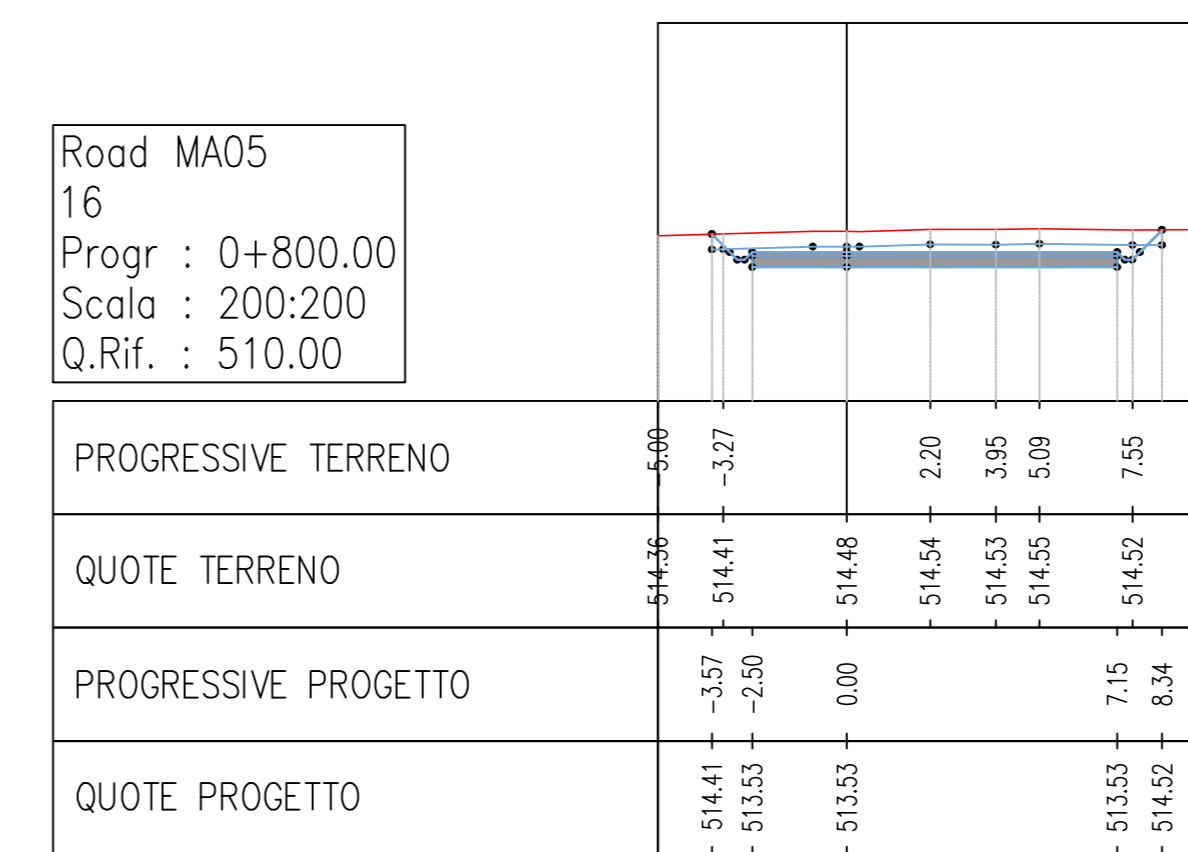 Road MA05
16
Progr : 0+800.00
Scala : 200:200
Q.Rif. : 510.00
PROGRESSIVE TERRENO -5.00 -3.27 2.20 3.95 5.09 7.55
QUOTE TERRENO 514.36 514.41 514.48 514.54 514.53 514.55 514.52
PROGRESSIVE PROGETTO -3.57 -2.50 0.00 7.15 8.34
QUOTE PROGETTO 514.41 513.53 513.53 513.53 514.52